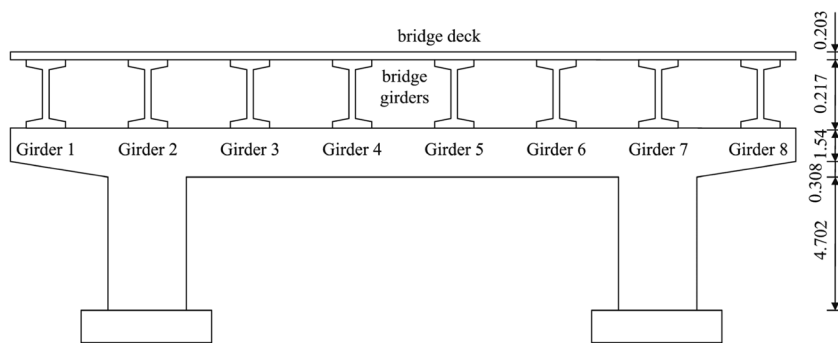 bridge deck
bridge
girders
Girder 1 Girder 2 Girder 3 Girder 4 Girder 5 Girder 6 Girder 7 Girder 8
0.203
0.217
1.54
0.308
4.702